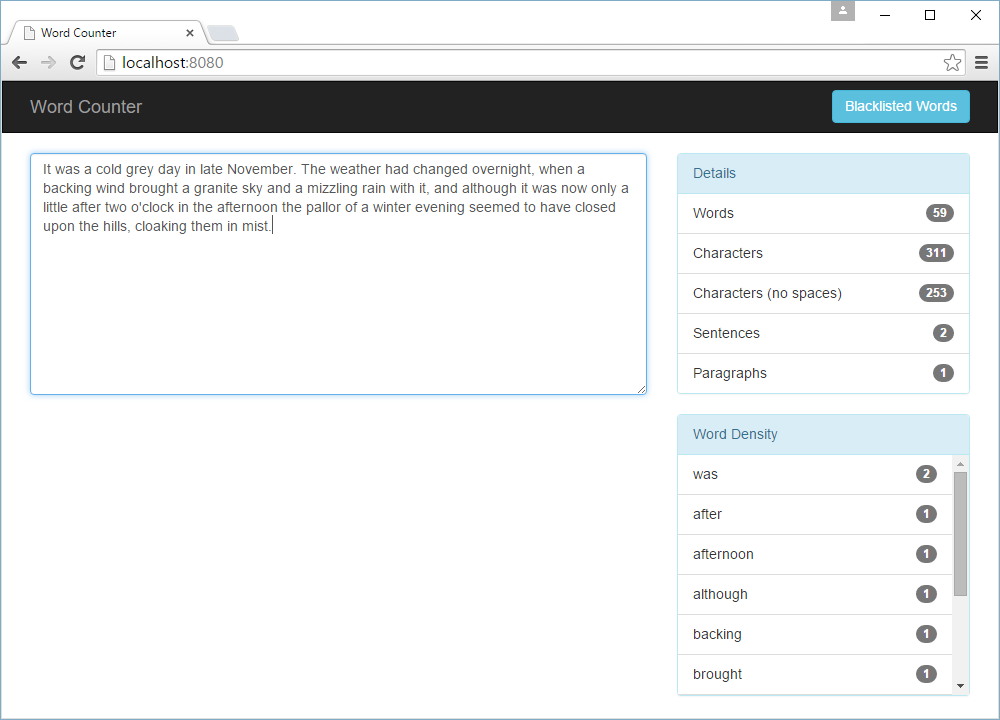 Word Counter
localhost:8080
Word Counter
Blacklisted Words
It was a cold grey day in late November. The weather had changed overnight, when a
backing wind brought a granite sky and a mizzling rain with it, and although it was now only a
little after two o'clock in the afternoon the pallor of a winter evening seemed to have closed
upon the hills, cloaking them in mist.
Details
Words 59
Characters 311
Characters (no spaces) 253
Sentences 2
Paragraphs 1
Word Density
was 2
after 1
afternoon 1
although 1
backing 1
brought 1